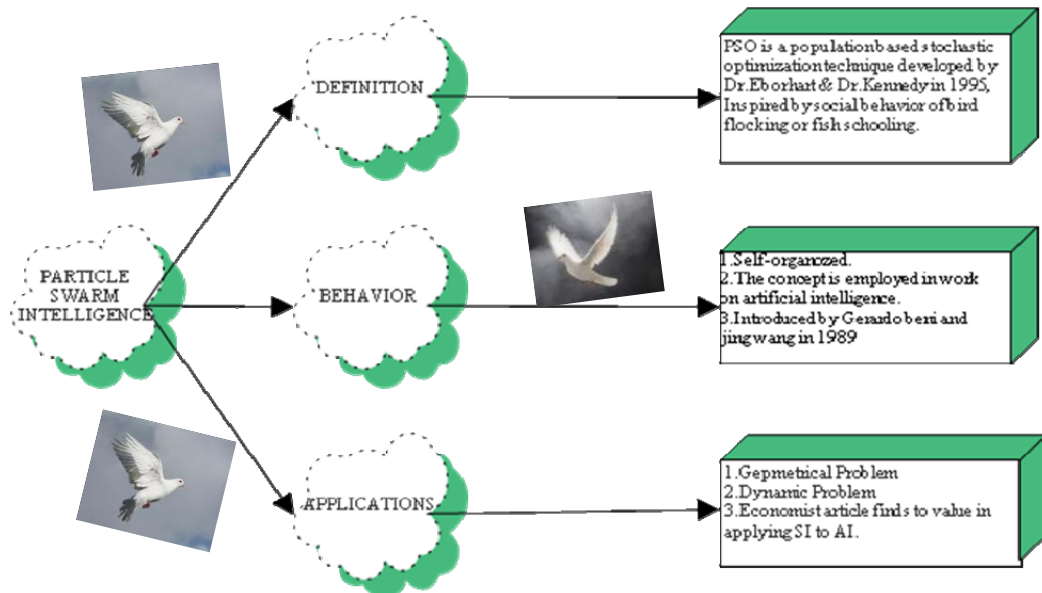 PARTICLE
SWARM
INTELLIGENCE
DEFINITION
PSO is a population based stochastic
optimization technique developed by
Dr.Eborhart & Dr.Kennedy in 1995,
Inspired by social behavior of bird
flocking or fish schooling.
BEHAVIOR
1.Self-organozed.
2.The concept is employed in work
on artificial intelligence.
3.Introduced by Gerardo beni and
jing wang in 1989
APPLICATIONS
1.Gepmetrical Problem
2.Dynamic Problem
3.Economist article finds to value in
applying SI to AI.